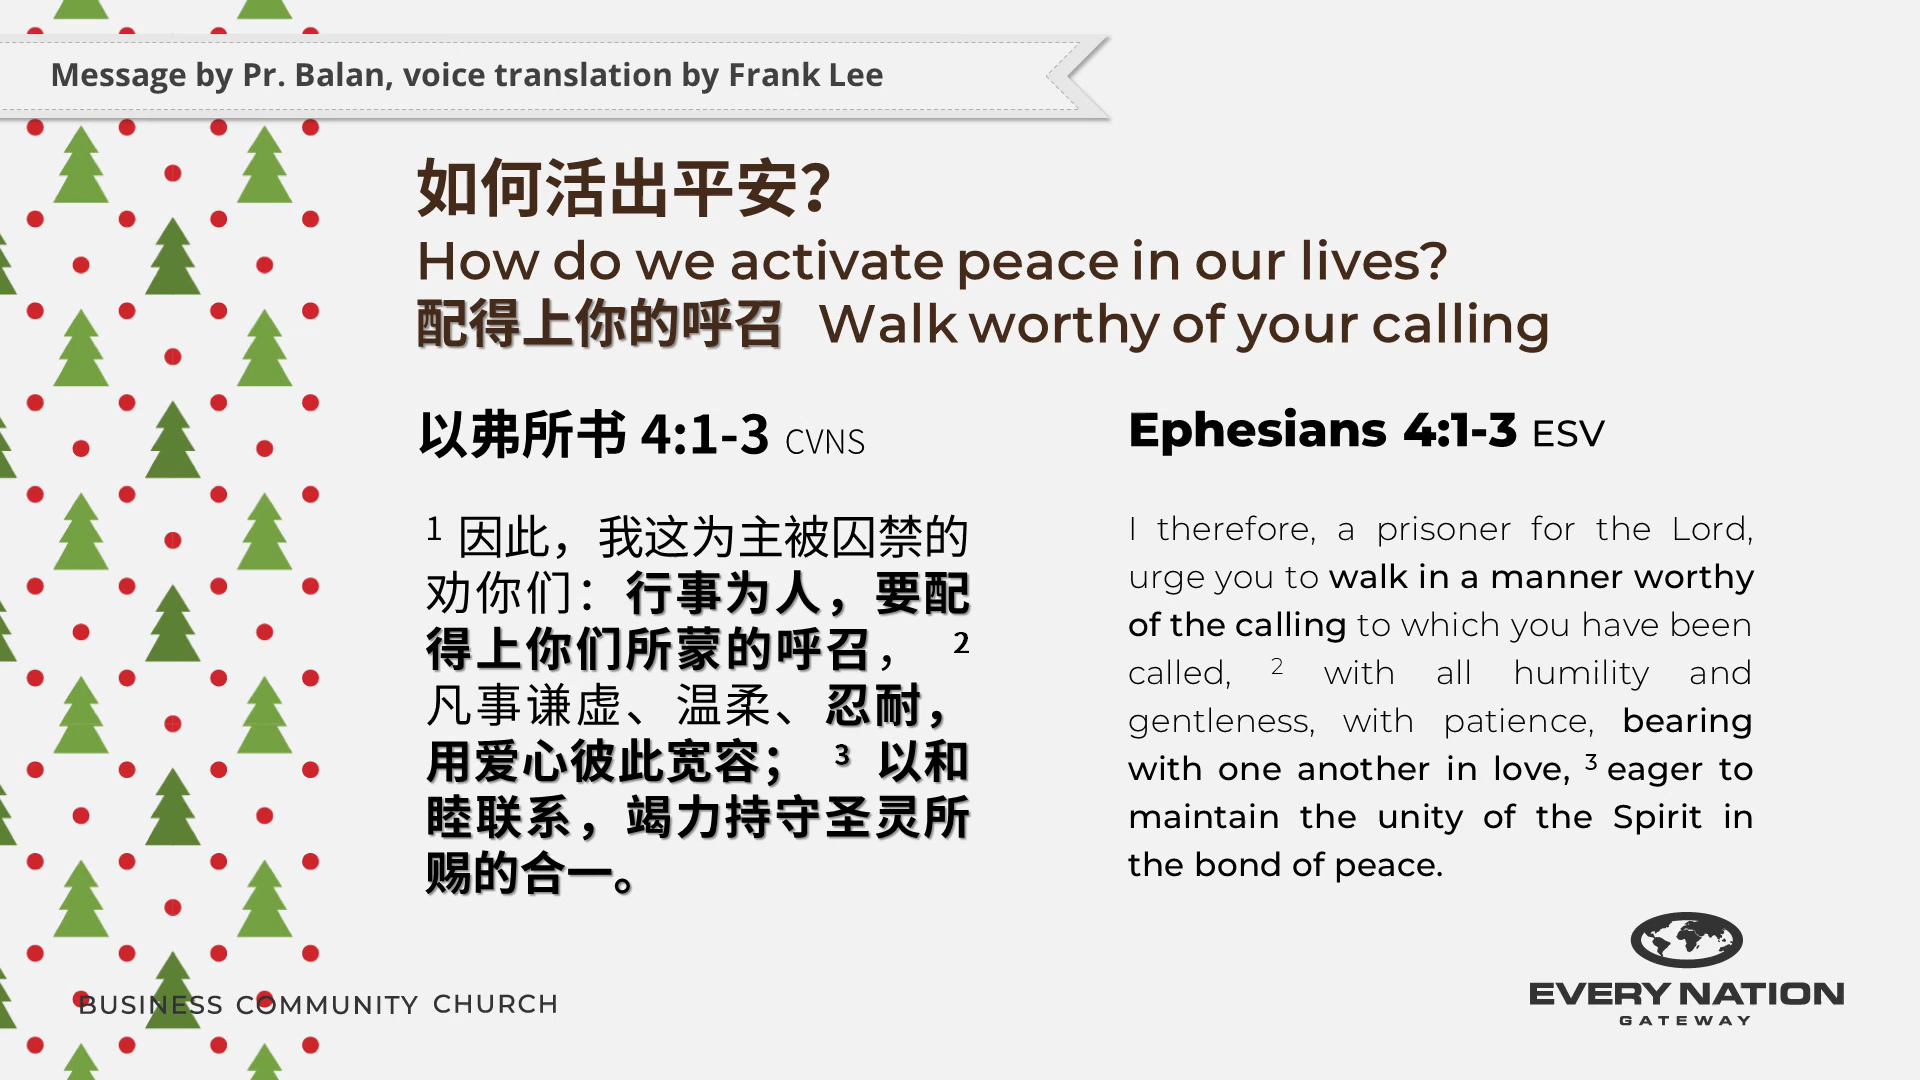 Message by Pr. Balan, voice translation by Frank Lee
如何活出平安？
How do we activate peace in our lives?
配得上你的呼召 Walk worthy of your calling
以弗所书 4:1-3 CVNS
1 因此，我这为主被囚禁的
劝你们：行事为人，要配
得上你们所蒙的呼召， 2
凡事谦虚、温柔、忍耐，
用爱心彼此宽容； 3 以和
睦联系，竭力持守圣灵所
赐的合一。
Ephesians 4:1-3 ESV
I therefore, a prisoner for the Lord,
urge you to walk in a manner worthy
of the calling to which you have been
called, 2 with all humility and
gentleness, with patience, bearing
with one another in love, 3 eager to
maintain the unity of the Spirit in
the bond of peace.
BUSINESS COMMUNITY CHURCH
EVERY NATION
GATEWAY